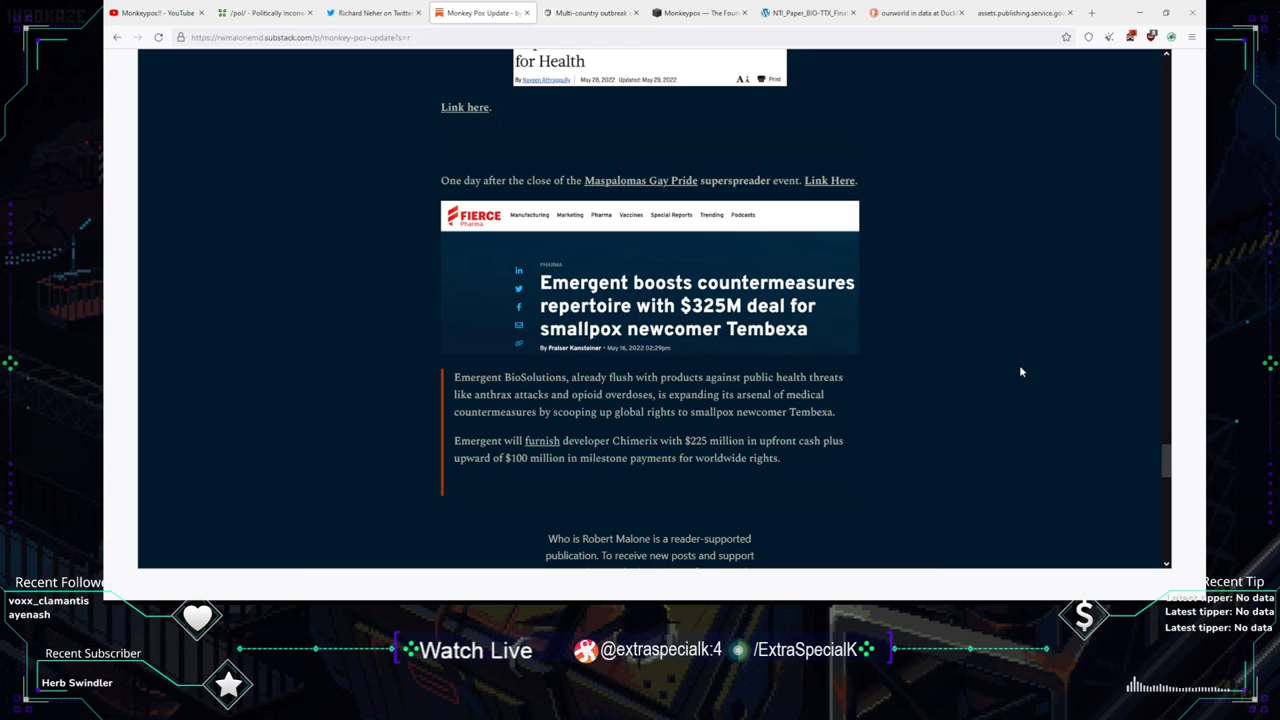 Monkeypox!! - YouTube
/pol/ - Politically Incorre
Richard Neher on Twitter
Monkey Pox Update - by
Multi-country outbreak
Monkeypox — The Fo
NTI_Paper_BIO-TTX_Fina
ourworld in data at Duck
assets.publishing.service.gov
https://rwmalonemd.substack.com/p/monkey-pox-update?s=r
for Health
By Naveen Athrappully May 28, 2022 Updated: May 29, 2022 Print
Link here.
One day after the close of the Maspalomas Gay Pride superspreader event. Link Here.
FIERCE Pharma
Manufacturing Marketing Pharma Vaccines Special Reports Trending Podcasts
PHARMA
Emergent boosts countermeasures
repertoire with $325M deal for
smallpox newcomer Tembexa
By Fraiser Kansteiner • May 16, 2022 02:29pm
Emergent BioSolutions, already flush with products against public health threats
like anthrax attacks and opioid overdoses, is expanding its arsenal of medical
countermeasures by scooping up global rights to smallpox newcomer Tembexa.
Emergent will furnish developer Chimerix with $225 million in upfront cash plus
upward of $100 million in milestone payments for worldwide rights.
Who is Robert Malone is a reader-supported
publication. To receive new posts and support
Recent Followe
voxx_clamantis
ayenash
Recent Subscriber
Herb Swindler
Watch Live
@extraspecialk:4
/ExtraSpecialK
Recent Tip
Latest tipper: No data
Latest tipper: No data
Latest tipper: No data